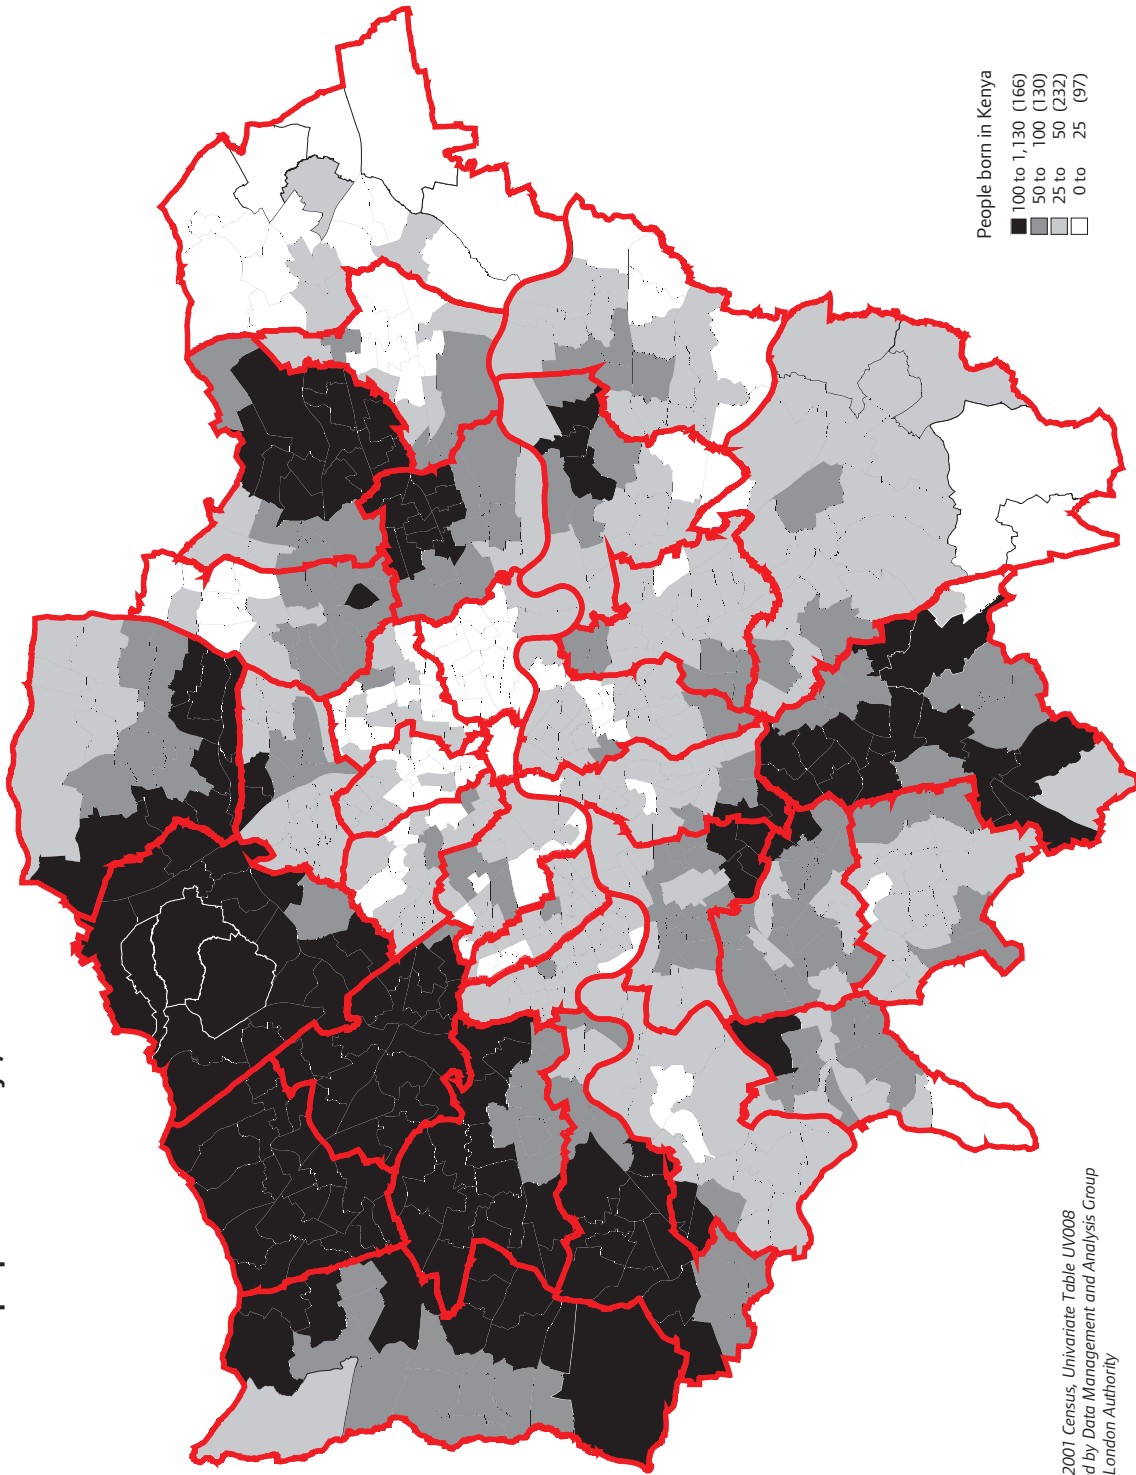 People born in Kenya
100 to 1,130 (166)
50 to 100 (130)
25 to 50 (232)
0 to 25 (97)
2001 Census, Univariate Table UV008
d by Data Management and Analysis Group
London Authority